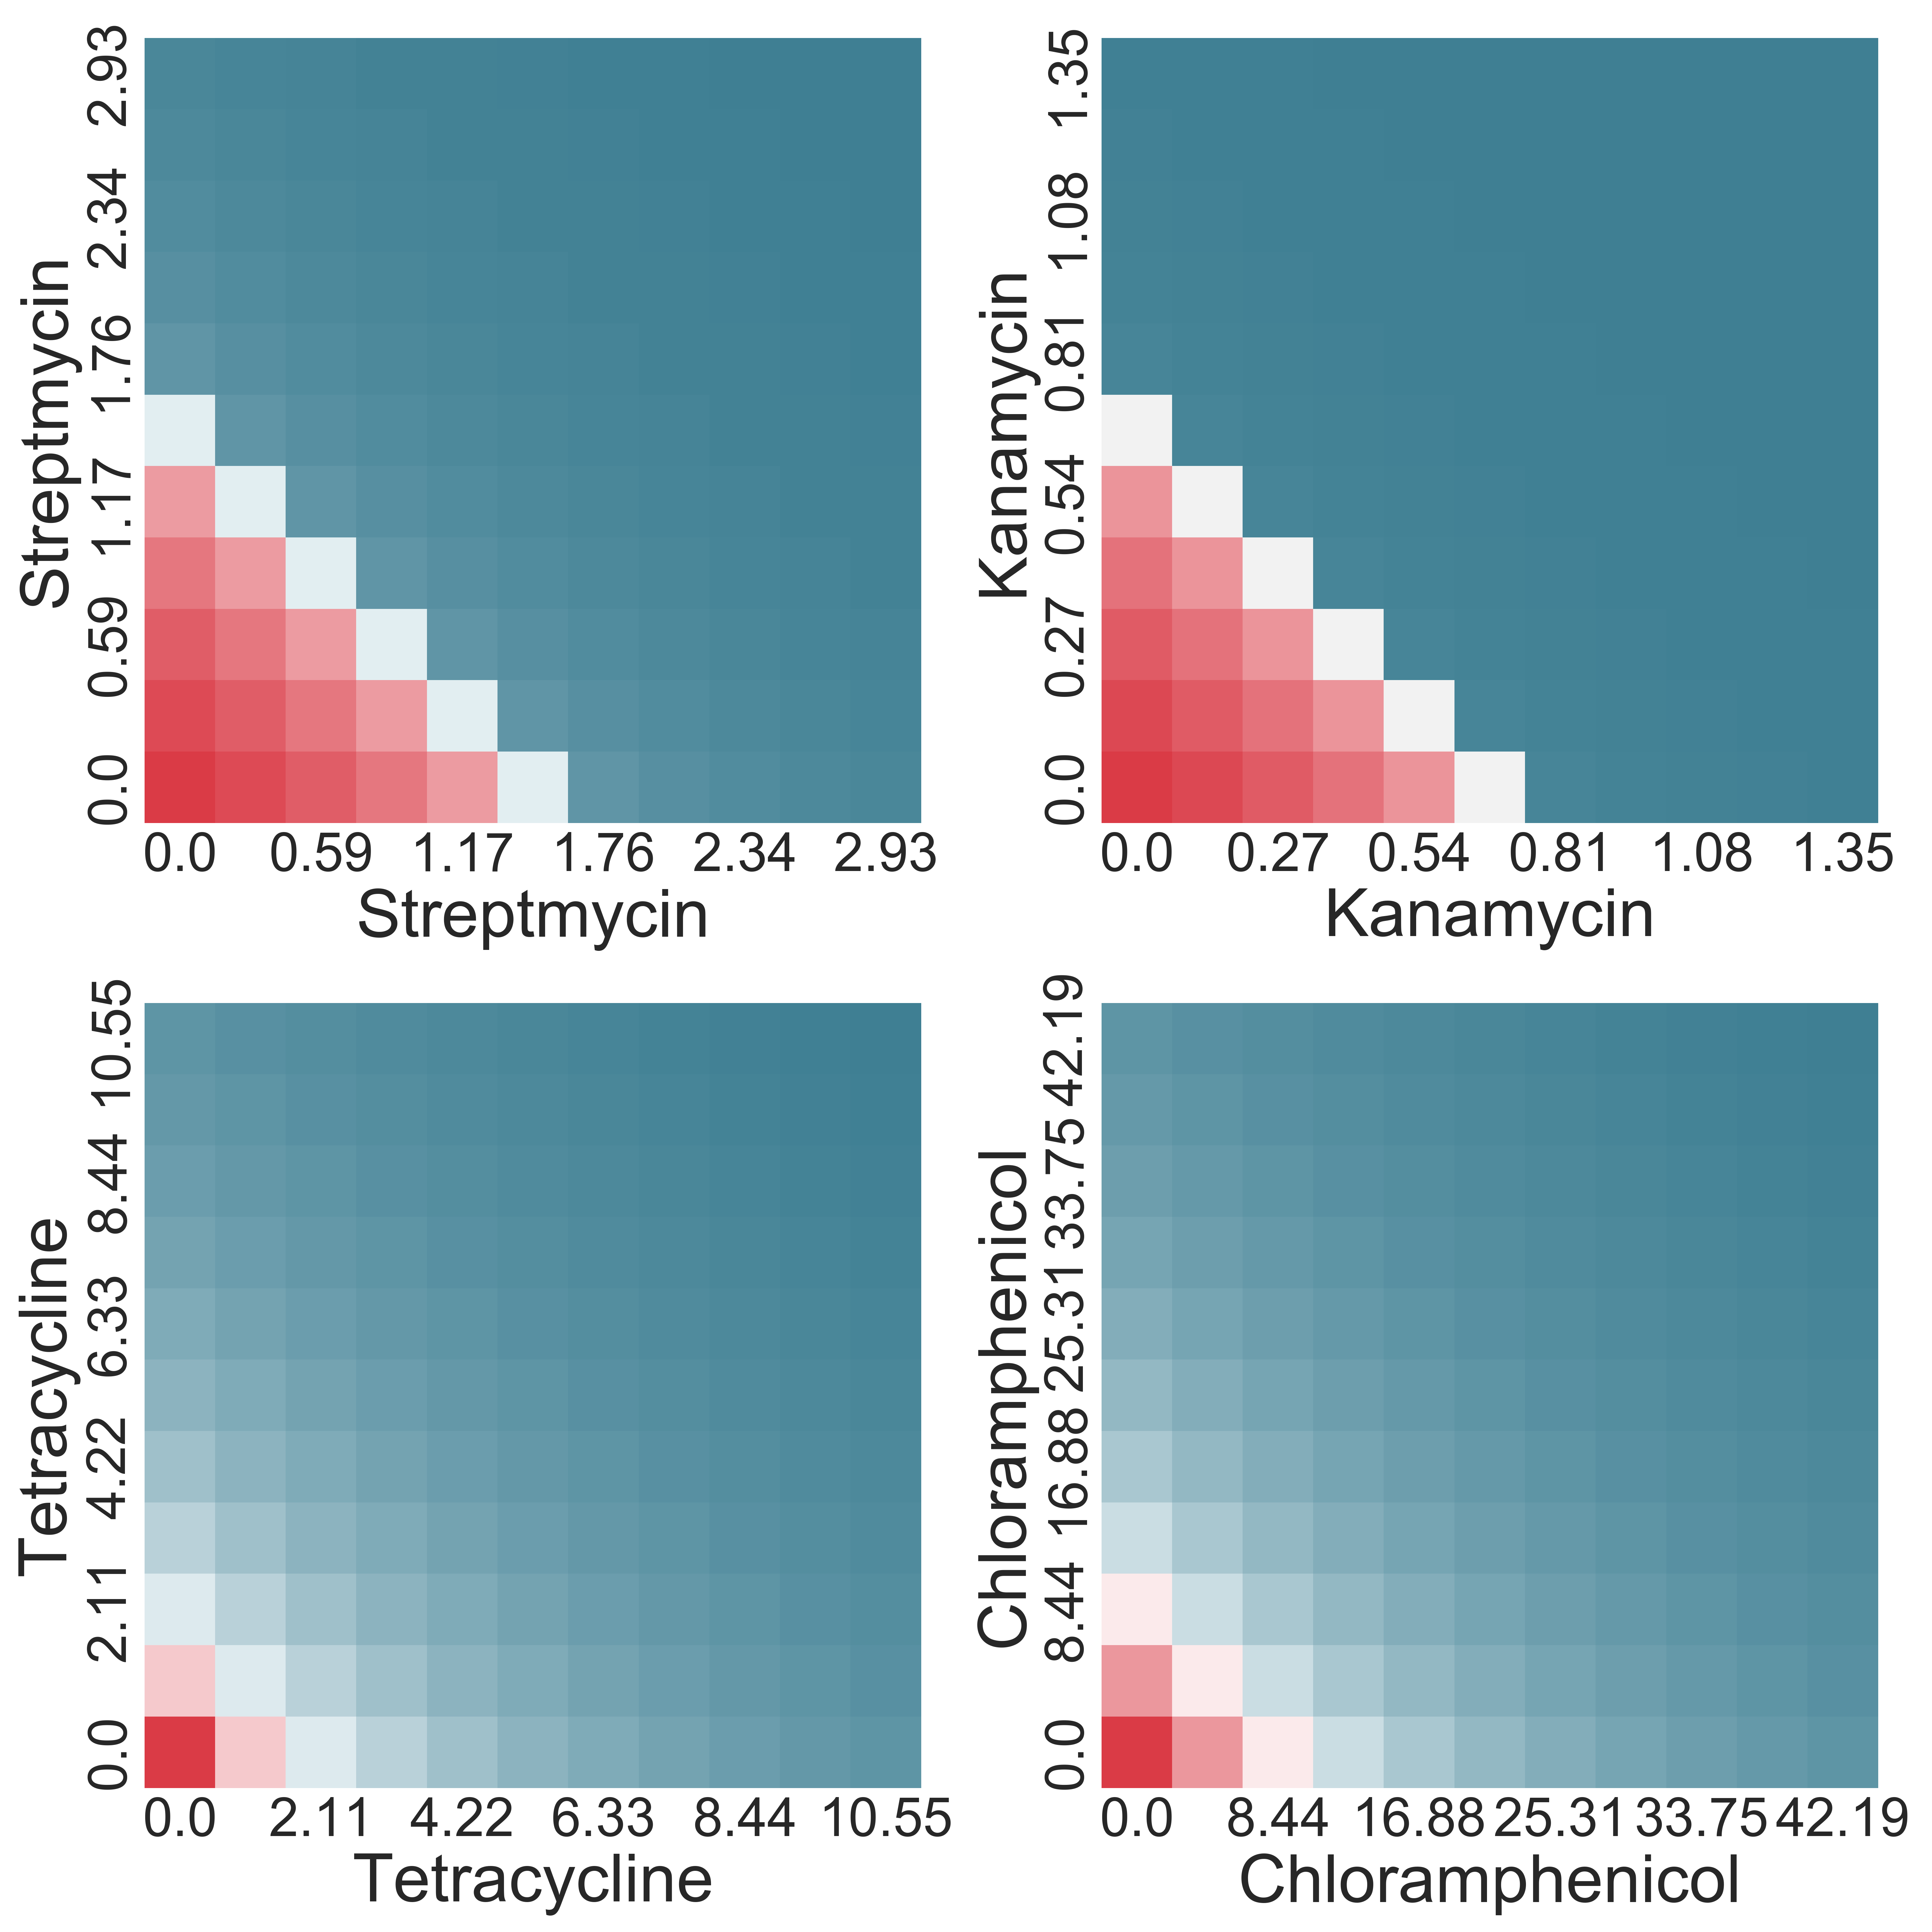 Streptmycin
2.93
2.34
1.76
1.17
0.59
0.0
0.0 0.59 1.17 1.76 2.34 2.93
Streptmycin
Kanamycin
1.35
1.08
0.81
0.54
0.27
0.0
0.0 0.27 0.54 0.81 1.08 1.35
Kanamycin
Tetracycline
10.55
8.44
6.33
4.22
2.11
0.0
0.0 2.11 4.22 6.33 8.44 10.55
Tetracycline
Chloramphenicol
42.19
33.75
25.31
16.88
8.44
0.0
0.0 8.44 16.88 25.31 33.75 42.19
Chloramphenicol